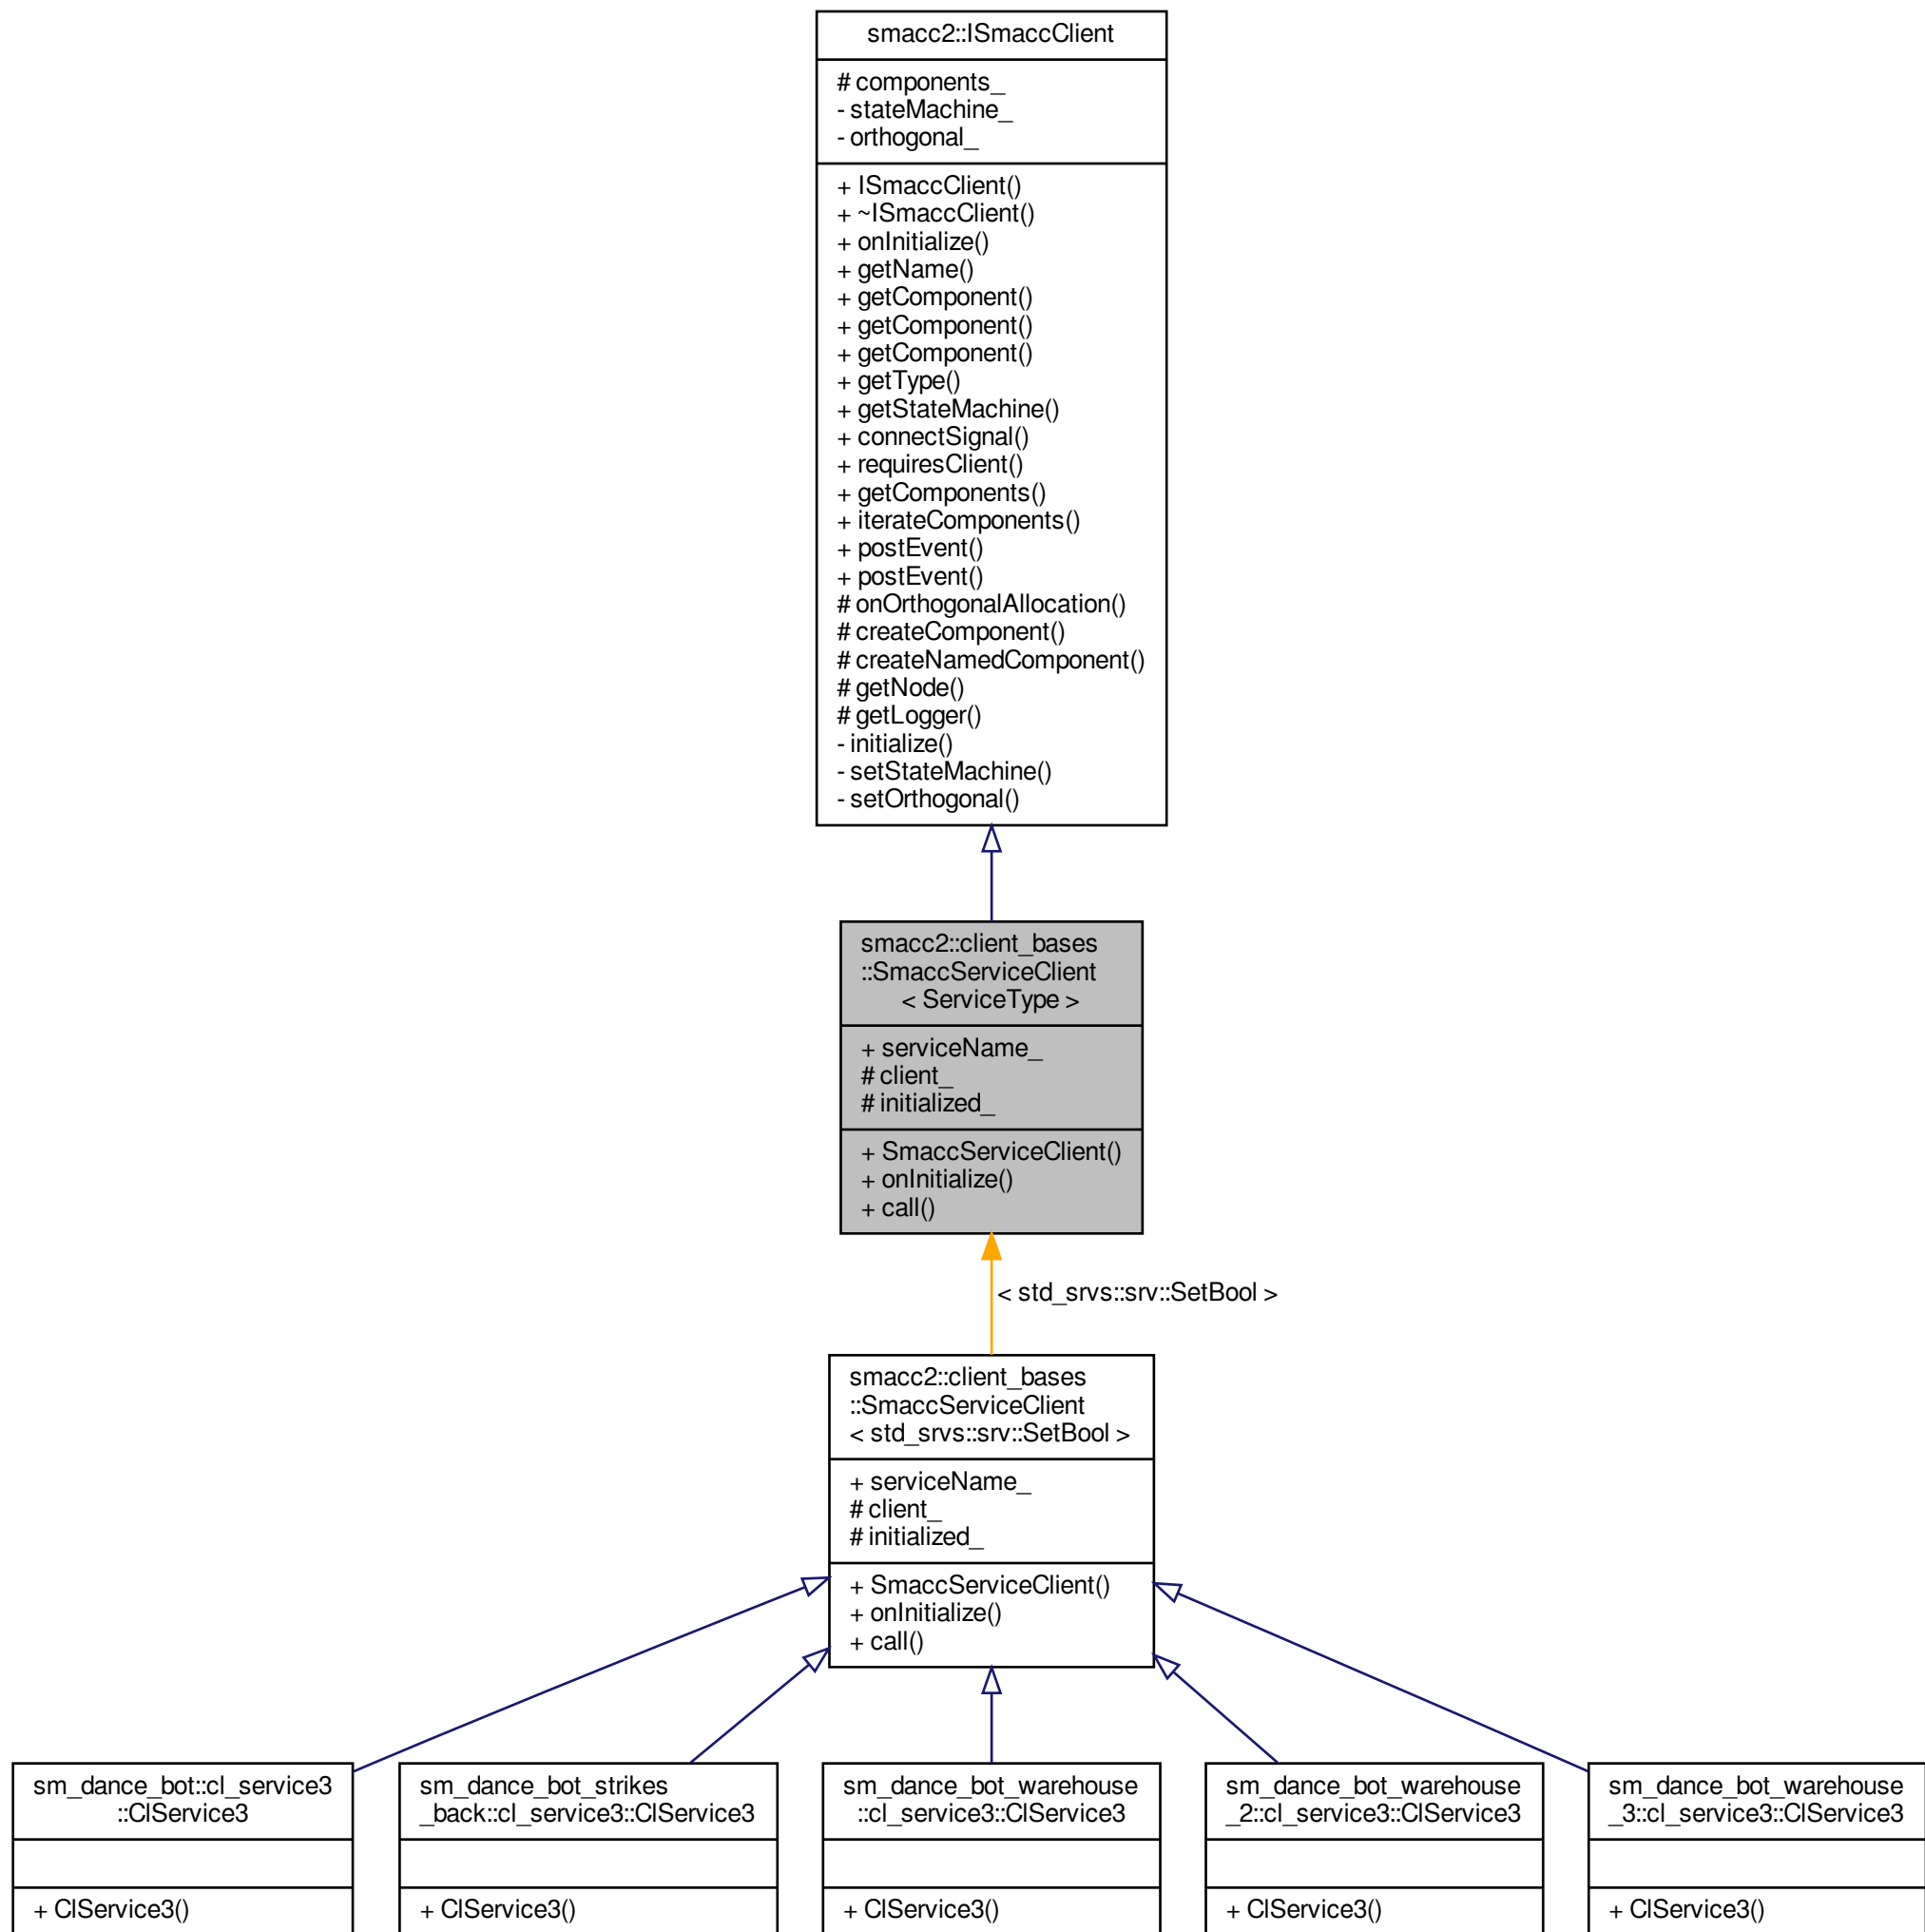 smacc2::ISmaccClient
# components_
- stateMachine_
- orthogonal_
+ ISmaccClient()
+ ~ISmaccClient()
+ onInitialize()
+ getName()
+ getComponent()
+ getComponent()
+ getComponent()
+ getType()
+ getStateMachine()
+ connectSignal()
+ requiresClient()
+ getComponents()
+ iterateComponents()
+ postEvent()
+ postEvent()
# onOrthogonalAllocation()
# createComponent()
# createNamedComponent()
# getNode()
# getLogger()
- initialize()
- setStateMachine()
- setOrthogonal()
smacc2::client_bases
::SmaccServiceClient
< ServiceType >
+ serviceName_
# client_
# initialized_
+ SmaccServiceClient()
+ onInitialize()
+ call()
< std_srvs::srv::SetBool >
smacc2::client_bases
::SmaccServiceClient
< std_srvs::srv::SetBool >
+ serviceName_
# client_
# initialized_
+ SmaccServiceClient()
+ onInitialize()
+ call()
sm_dance_bot::cl_service3
::ClService3
+ ClService3()
sm_dance_bot_strikes
_back::cl_service3::ClService3
+ ClService3()
sm_dance_bot_warehouse
::cl_service3::ClService3
+ ClService3()
sm_dance_bot_warehouse
_2::cl_service3::ClService3
+ ClService3()
sm_dance_bot_warehouse
_3::cl_service3::ClService3
+ ClService3()